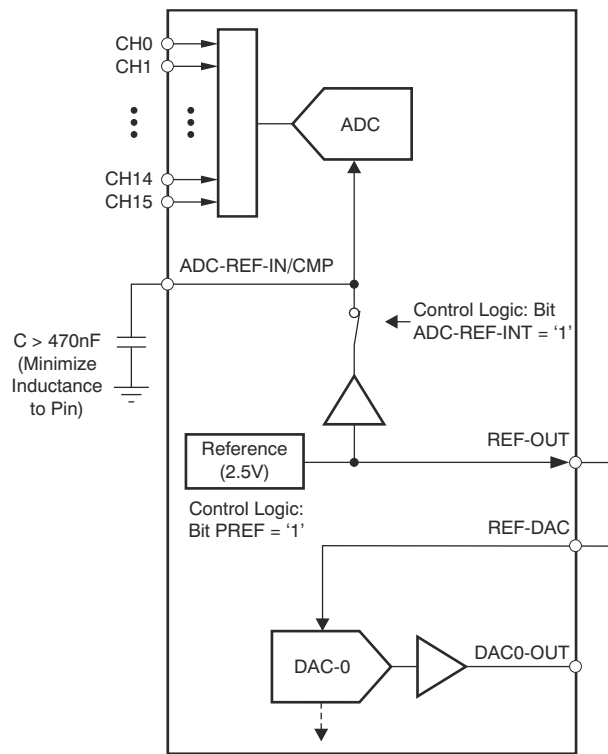 CH0
CH1
ADC
CH14
CH15
ADC-REF-IN/CMP
Control Logic: Bit
ADC-REF-INT = ‘1’
C > 470nF
(Minimize
Inductance
to Pin)
Reference
(2.5V)
REF-OUT
Control Logic:
Bit PREF = ‘1’
REF-DAC
DAC-0
DAC0-OUT